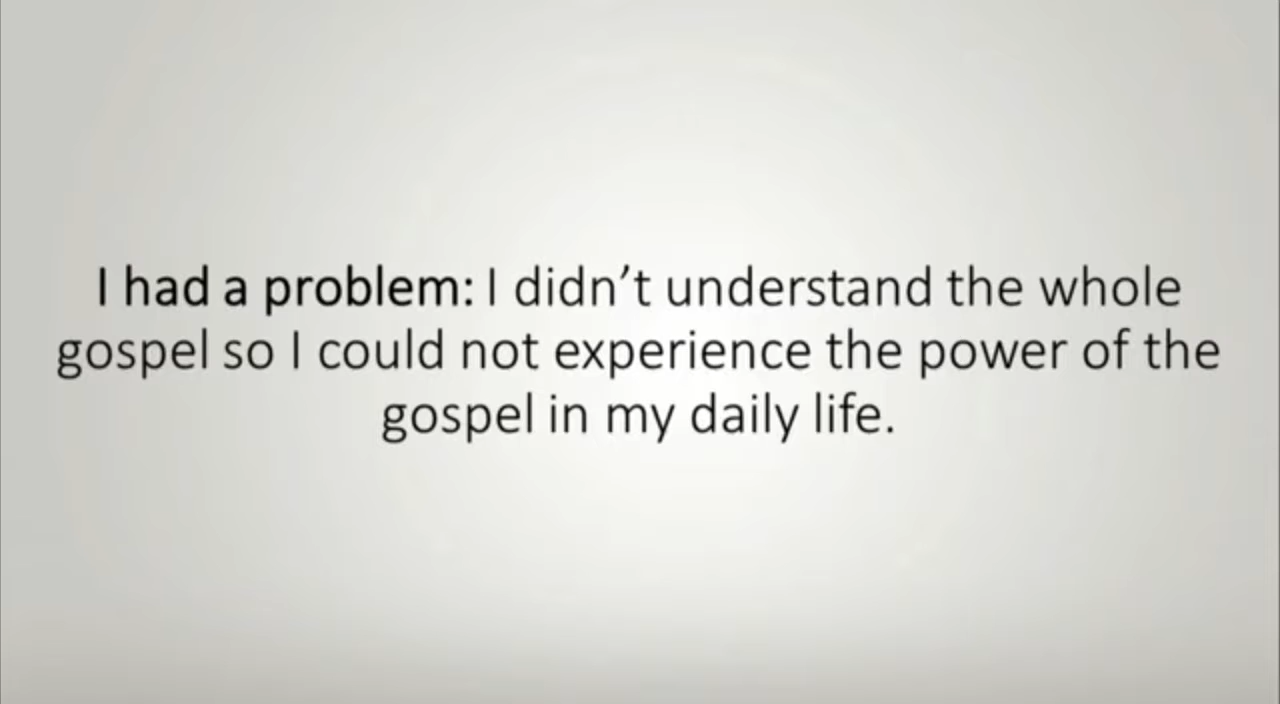 I had a problem: I didn’t understand the whole
gospel so I could not experience the power of the
gospel in my daily life.